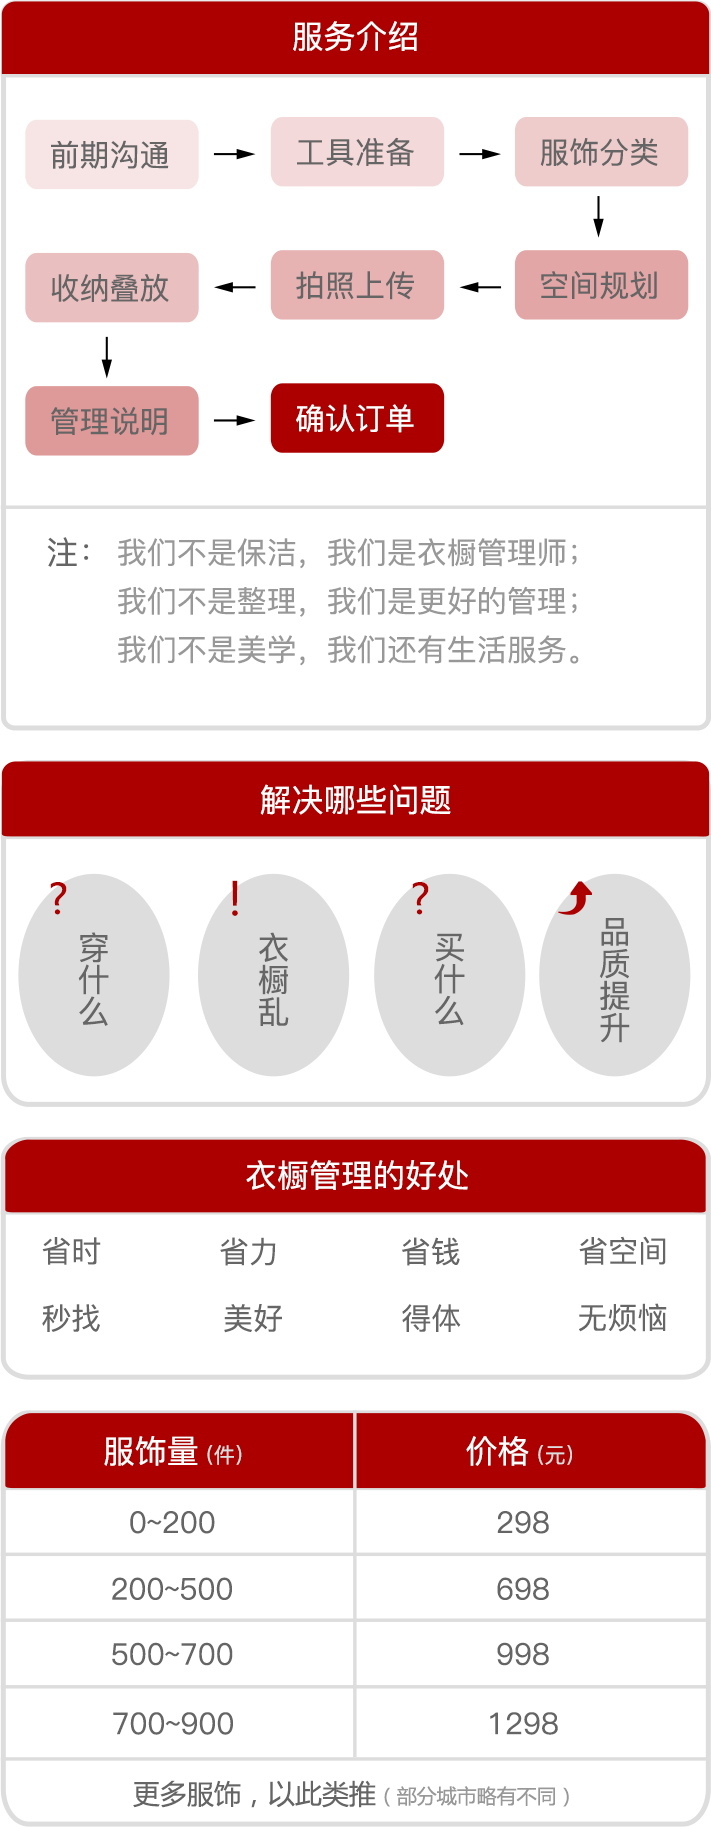 服务介绍
前期沟通
工具准备
服饰分类
空间规划
拍照上传
收纳叠放
管理说明
确认订单
注：我们不是保洁，我们是衣橱管理师；
我们不是整理，我们是更好的管理；
我们不是美学，我们还有生活服务。
解决哪些问题
?
穿什么
!
衣橱乱
?
买什么
品质提升
衣橱管理的好处
省时 省力 省钱 省空间
秒找 美好 得体 无烦恼
服饰量(件) 价格(元)
0~200 298
200~500 698
500~700 998
700~900 1298
更多服饰，以此类推（部分城市略有不同）